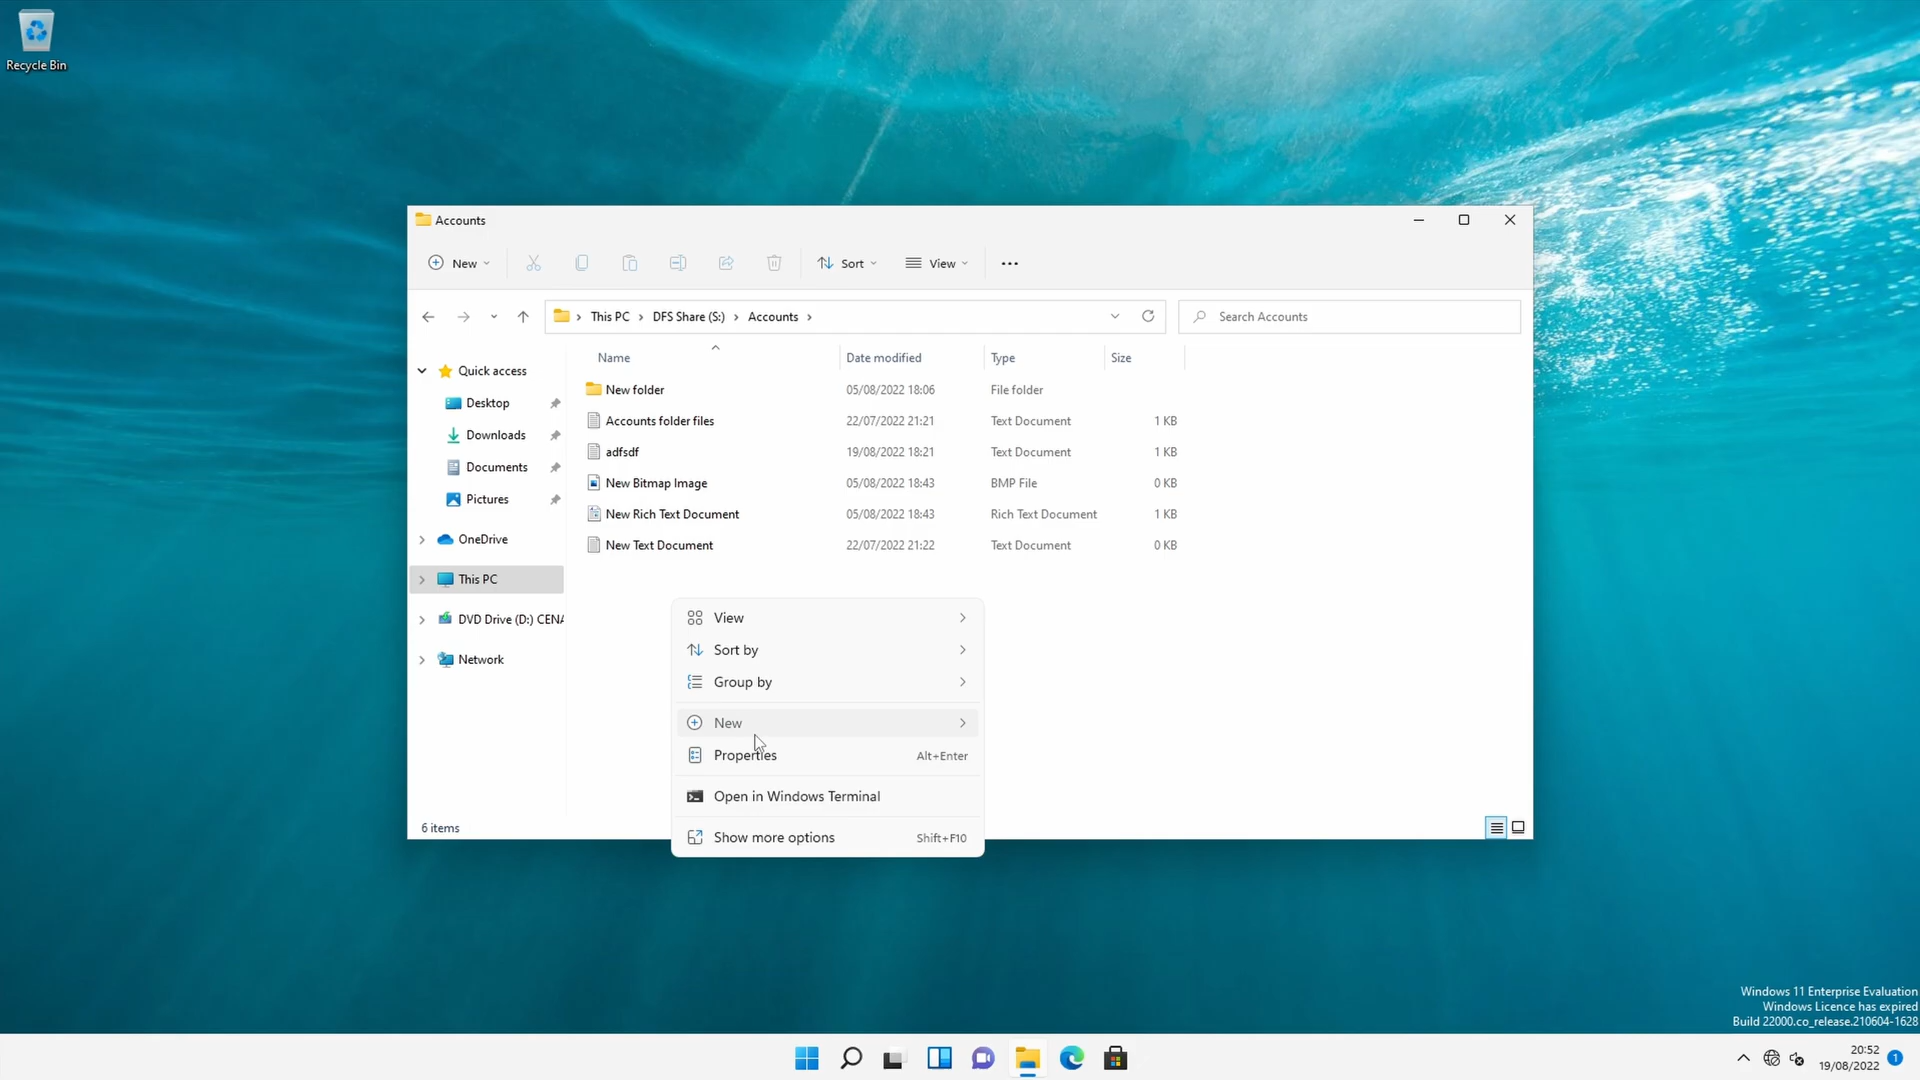 Recycle Bin
Accounts
New
Sort
View
This PC
DFS Share (S:)
Accounts
Search Accounts
Name
Date modified
Type
Size
Quick access
Desktop
Downloads
Documents
Pictures
OneDrive
This PC
DVD Drive (D:) CENA
Network
New folder 05/08/2022 18:06 File folder
Accounts folder files 22/07/2022 21:21 Text Document 1 KB
adfsdf 19/08/2022 18:21 Text Document 1 KB
New Bitmap Image 05/08/2022 18:43 BMP File 0 KB
New Rich Text Document 05/08/2022 18:43 Rich Text Document 1 KB
New Text Document 22/07/2022 21:22 Text Document 0 KB
View
Sort by
Group by
New
Properties Alt+Enter
Open in Windows Terminal
Show more options Shift+F10
6 items
Windows 11 Enterprise Evaluation
Windows Licence has expired
Build 22000.co_release.210604-1628
20:52
19/08/2022
1